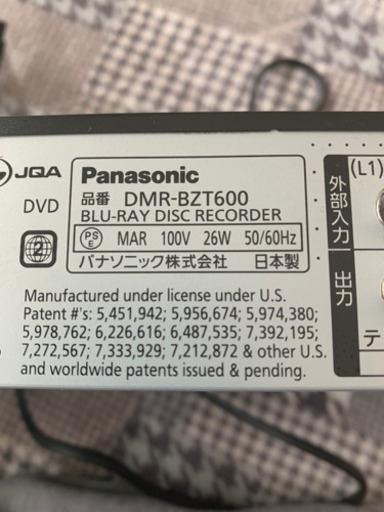 JQA
Panasonic
品番 DMR-BZT600
BLU-RAY DISC RECORDER
PS E MAR 100V 26W 50/60Hz
パナソニック株式会社 日本製
DVD
2
Manufactured under license under U.S.
Patent #'s: 5,451,942; 5,956,674; 5,974,380;
5,978,762; 6,226,616; 6,487,535; 7,392,195;
7,272,567; 7,333,929; 7,212,872 & other U.S.
and worldwide patents issued & pending.
(L1)
外部入力
出力
テ